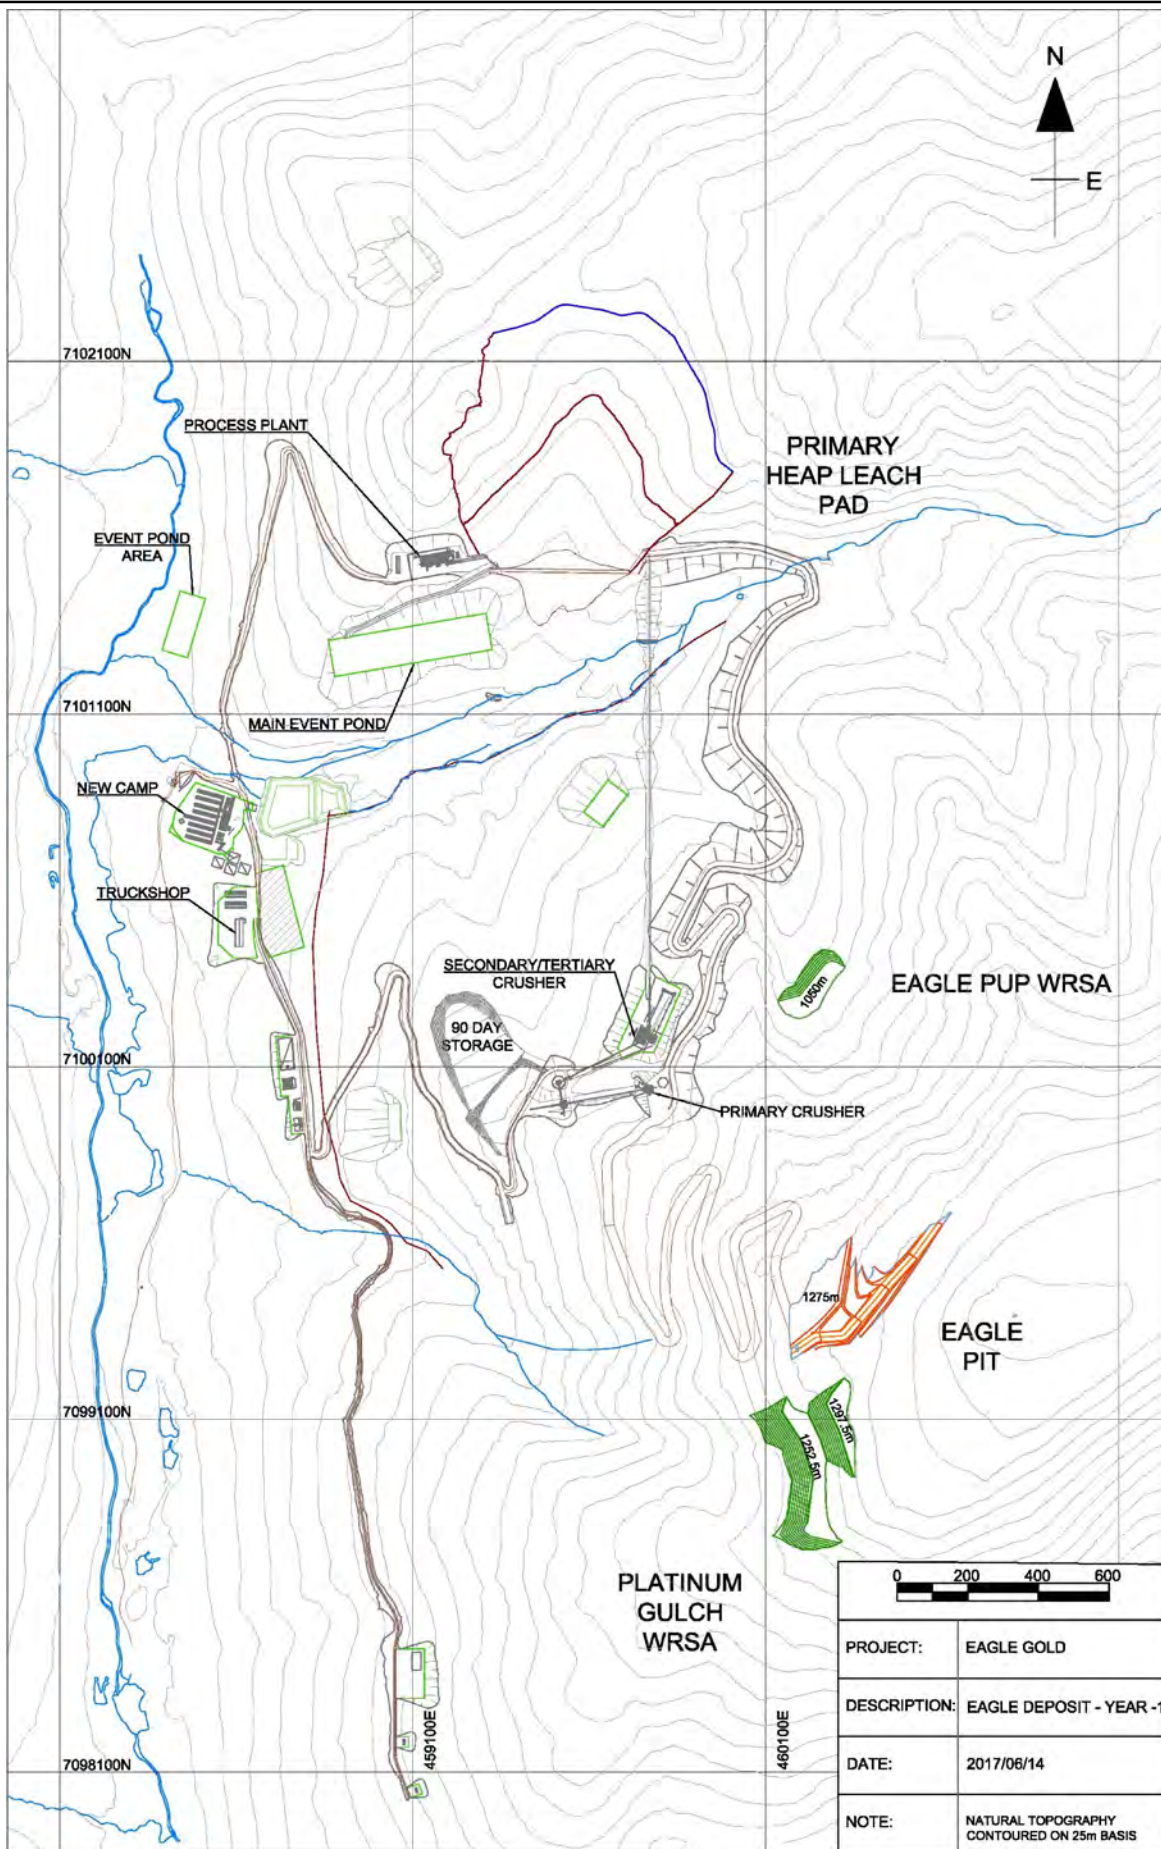 N
E
7102100N
PROCESS PLANT
PRIMARY
HEAP LEACH
PAD
EVENT POND
AREA
7101100N
MAIN EVENT POND
NEW CAMP
TRUCKSHOP
SECONDARY/TERTIARY
CRUSHER
EAGLE PUP WRSA
1050m
90 DAY
STORAGE
7100100N
PRIMARY CRUSHER
1275m
EAGLE
PIT
7099100N
1297.5m
1252.5m
PLATINUM
GULCH
WRSA
0 200 400 600
PROJECT: EAGLE GOLD
DESCRIPTION: EAGLE DEPOSIT - YEAR -1
459100E
460100E
7098100N
DATE: 2017/06/14
NOTE: NATURAL TOPOGRAPHY
CONTOURED ON 25m BASIS